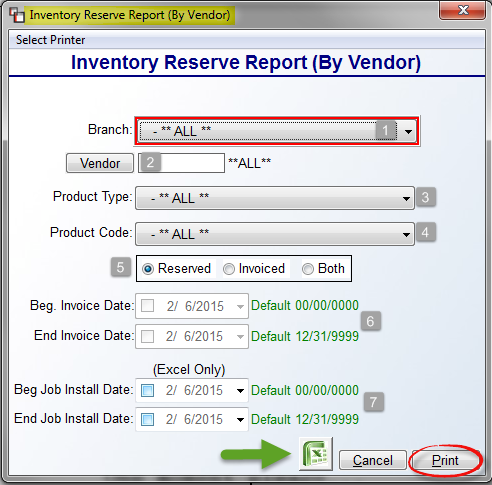 Inventory Reserve Report (By Vendor)
Select Printer
Inventory Reserve Report (By Vendor)
Branch: - ** ALL ** 1
Vendor 2 **ALL**
Product Type: - ** ALL ** 3
Product Code: - ** ALL ** 4
5 Reserved Invoiced Both
Beg. Invoice Date: 2/ 6/2015 Default 00/00/0000
6
End Invoice Date: 2/ 6/2015 Default 12/31/9999
(Excel Only)
Beg Job Install Date: 2/ 6/2015 Default 00/00/0000
7
End Job Install Date: 2/ 6/2015 Default 12/31/9999
Cancel Print